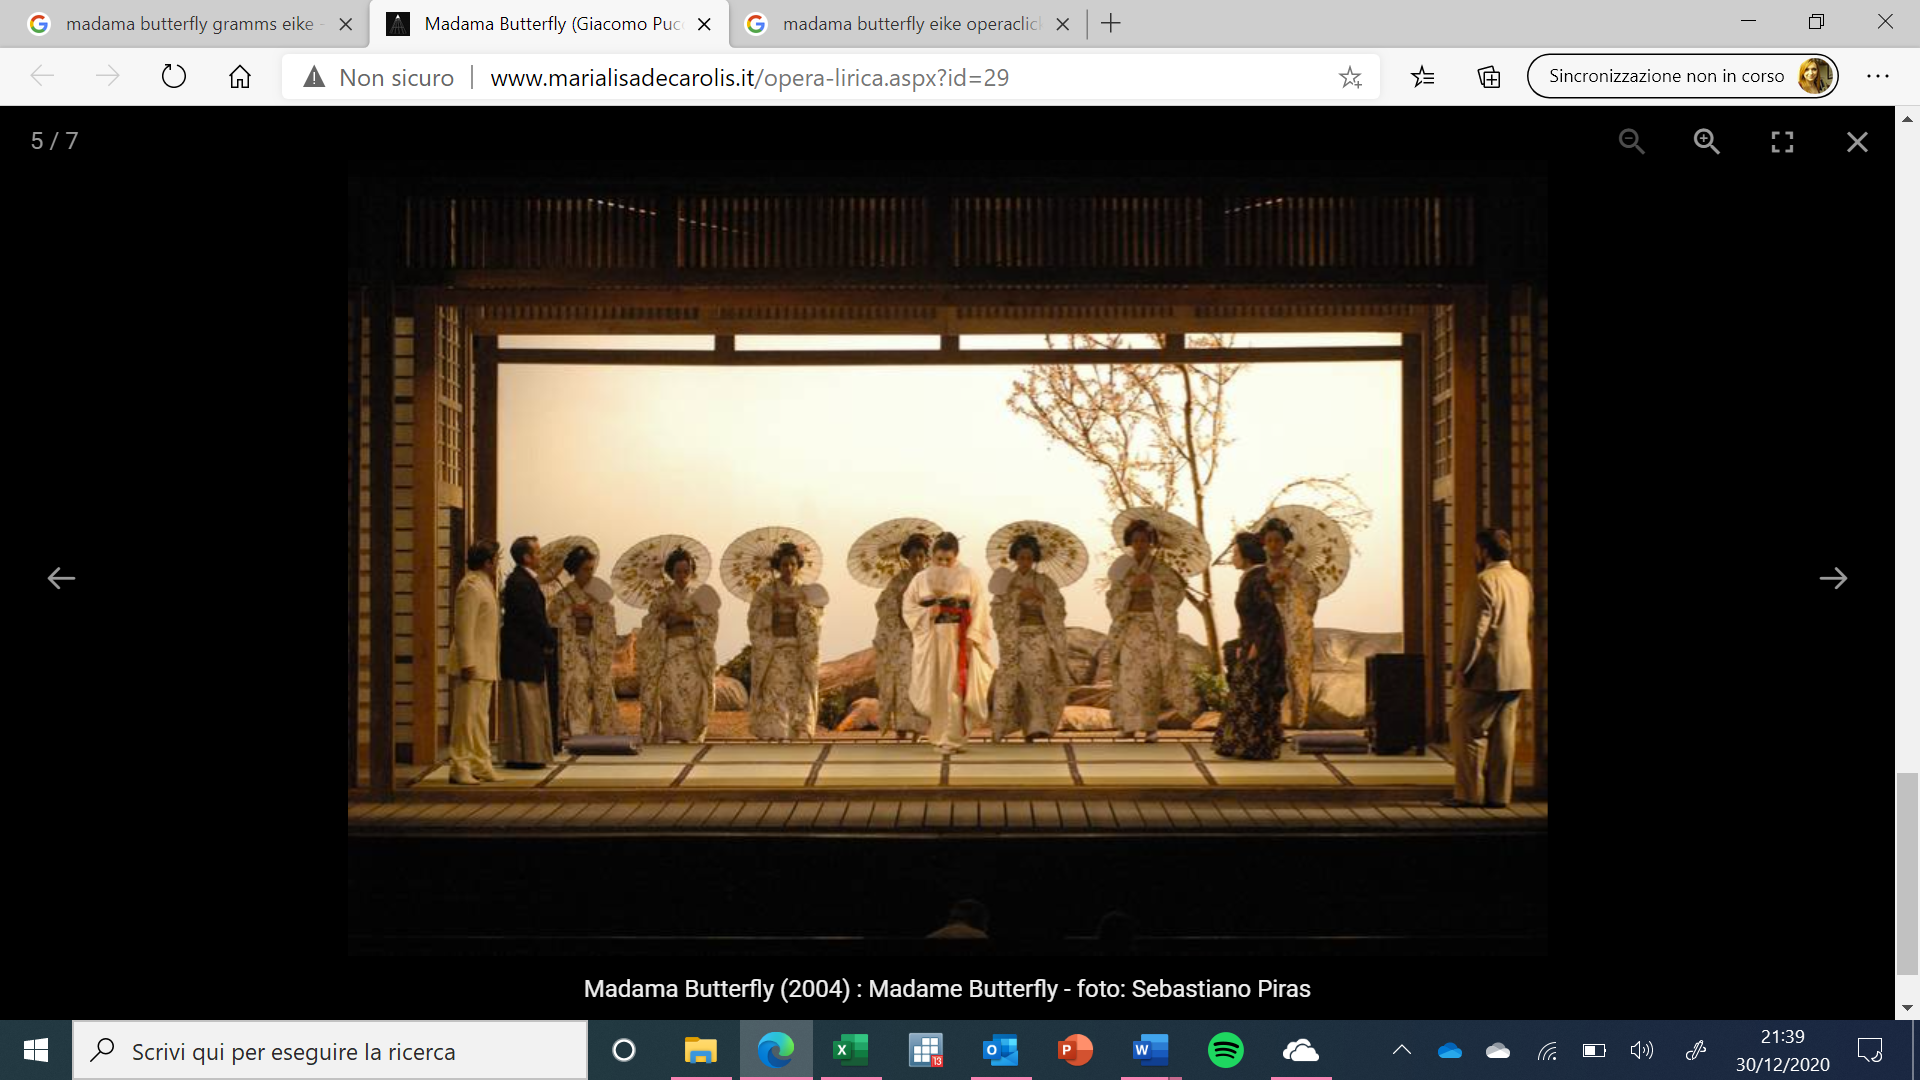 madama butterfly gramms eike -
Madama Butterfly (Giacomo Puc
madama butterfly eike operaclic
Non sicuro
www.marialisadecarolis.it/opera-lirica.aspx?id=29
Sincronizzazione non in corso
5 / 7
Madama Butterfly (2004) : Madame Butterfly - foto: Sebastiano Piras
Scrivi qui per eseguire la ricerca
13
21:39
30/12/2020